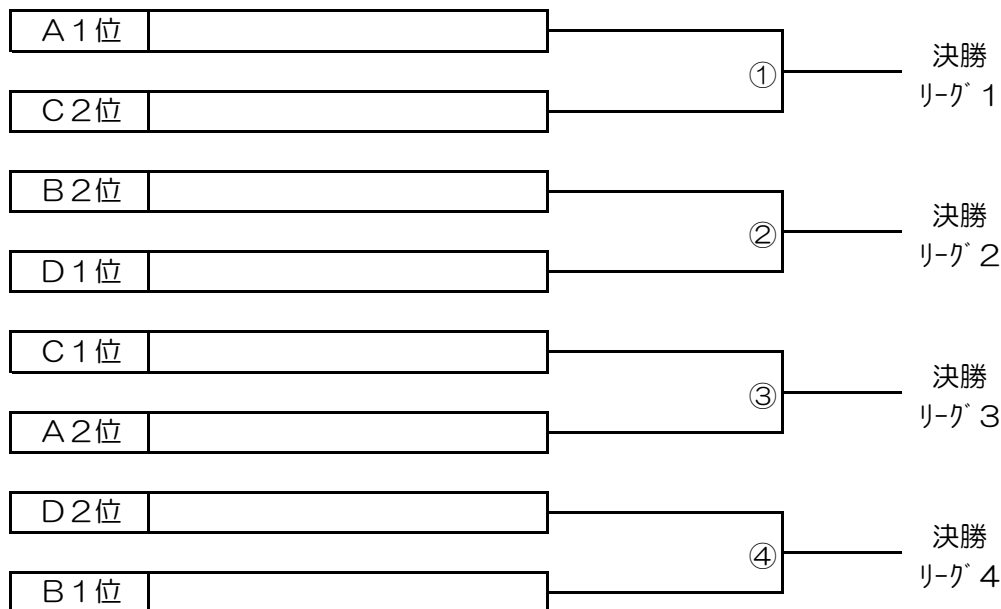 A1位
①
決勝
ﾘｰｸﾞ1
C2位
B2位
②
決勝
ﾘｰｸﾞ2
D1位
C1位
③
決勝
ﾘｰｸﾞ3
A2位
D2位
④
決勝
ﾘｰｸﾞ4
B1位